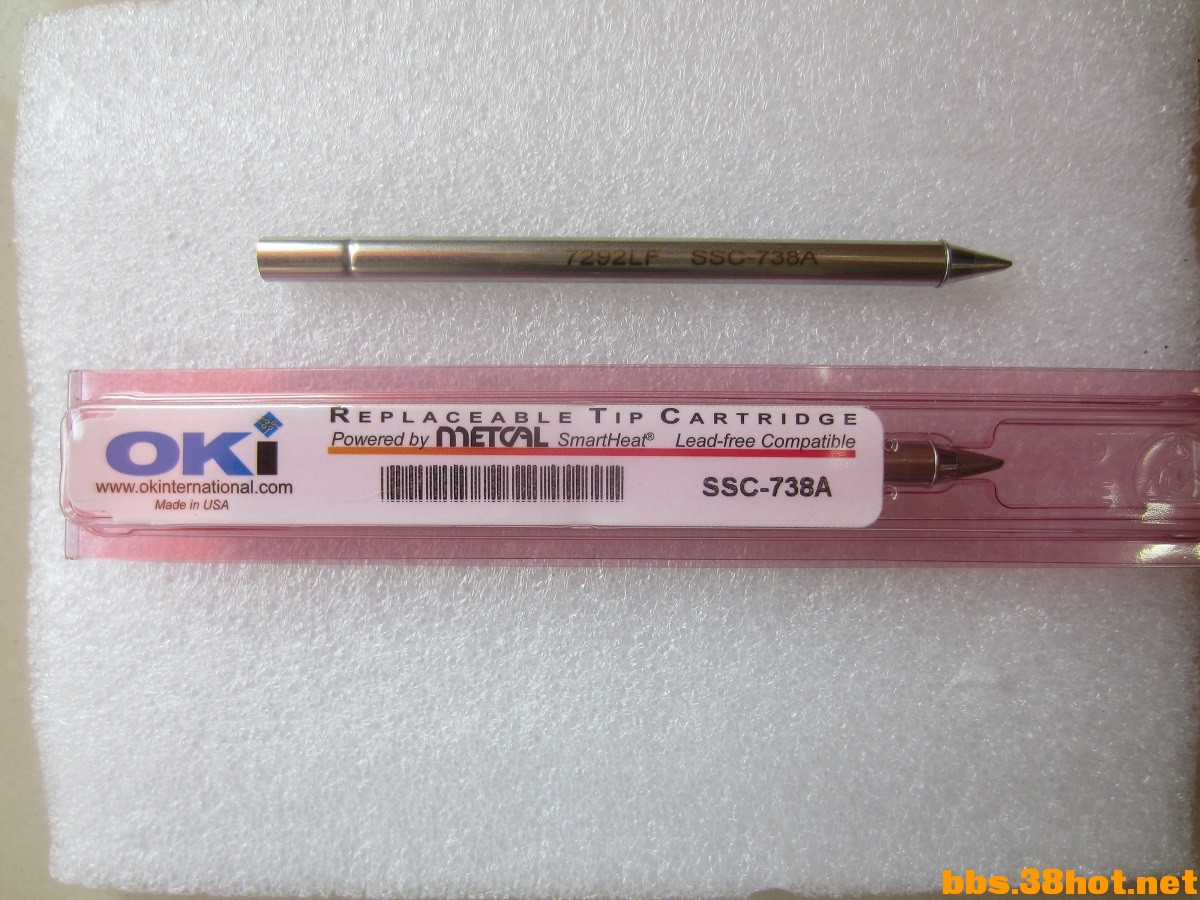 7292LF SSC-738A
REPLACEABLE TIP CARTRIDGE
OKi
Powered by METCAL SmartHeat® Lead-free Compatible
www.okinternational.com
SSC-738A
Made in USA
bbs.38hot.net